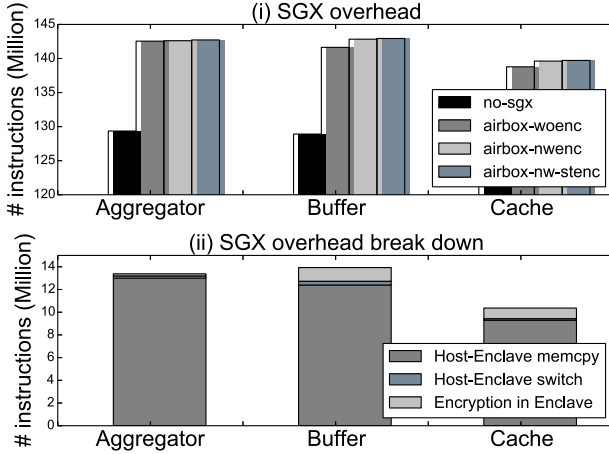 (i) SGX overhead
# instructions (Million)
145
140
135
130
125
120
no-sgx
airbox-woenc
airbox-nwenc
airbox-nw-stenc
Aggregator Buffer Cache
(ii) SGX overhead break down
# instructions (Million)
14
12
10
8
6
4
2
0
Host-Enclave memcpy
Host-Enclave switch
Encryption in Enclave
Aggregator Buffer Cache